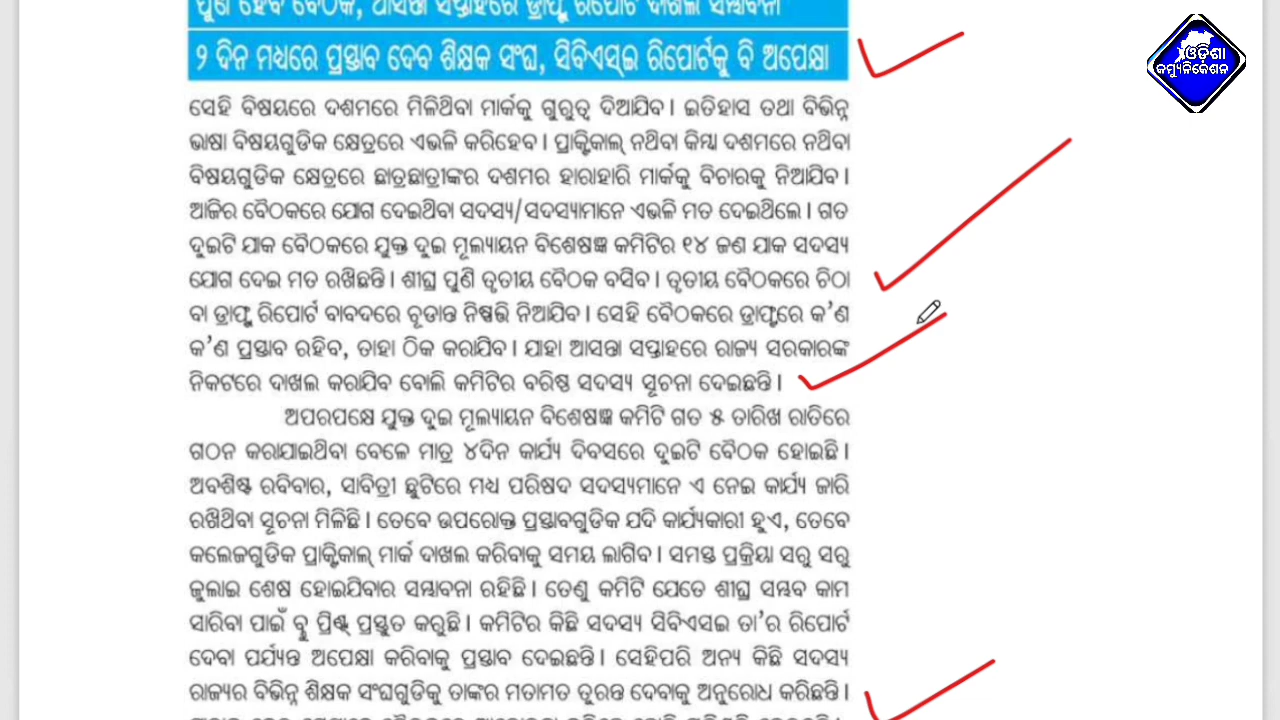 ପୁଣି ହେବ ବୈଠକ, ଆସନ୍ତା ସପ୍ତାହରେ ଡ୍ରାଫ୍ଟ ରିପୋର୍ଟ ଦାଖଲ ସମ୍ଭାବନା
୨ ଦିନ ମଧ୍ୟରେ ପ୍ରସ୍ତାବ ଦେବ ଶିକ୍ଷକ ସଂଘ, ସିବିଏସ୍‌ଇ ରିପୋର୍ଟକୁ ବି ଅପେକ୍ଷା
ଓଡ଼ିଶା
କମ୍ୟୁନିକେଶନ
ସେହି ବିଷୟରେ ଦଶମରେ ମିଳିଥିବା ମାର୍କକୁ ଗୁରୁତ୍ୱ ଦିଆଯିବ। ଇତିହାସ ତଥା ବିଭିନ୍ନ
ଭାଷା ବିଷୟଗୁଡିକ କ୍ଷେତ୍ରରେ ଏଭଳି କରିହେବ। ପ୍ରାକ୍ଟିକାଲ୍ ନଥିବା କିମ୍ବା ଦଶମରେ ନଥିବା
ବିଷୟଗୁଡିକ କ୍ଷେତ୍ରରେ ଛାତ୍ରଛାତ୍ରୀଙ୍କର ଦଶମର ହାରାହାରି ମାର୍କକୁ ବିଚାରକୁ ନିଆଯିବ।
ଆଜିର ବୈଠକରେ ଯୋଗ ଦେଇଥିବା ସଦସ୍ୟ/ସଦସ୍ୟାମାନେ ଏଭଳି ମତ ଦେଇଥିଲେ। ଗତ
ଦୁଇଟି ଯାକ ବୈଠକରେ ଯୁକ୍ତ ଦୁଇ ମୂଲ୍ୟାୟନ ବିଶେଷଜ୍ଞ କମିଟିର ୧୪ ଜଣ ଯାକ ସଦସ୍ୟ
ଯୋଗ ଦେଇ ମତ ରଖିଛନ୍ତି। ଶୀଘ୍ର ପୁଣି ତୃତୀୟ ବୈଠକ ବସିବ। ତୃତୀୟ ବୈଠକରେ ଚିଠା
ବା ଡ୍ରାଫ୍ଟ ରିପୋର୍ଟ ବାବଦରେ ଚୂଡାନ୍ତ ନିଷ୍ପତ୍ତି ନିଆଯିବ। ସେହି ବୈଠକରେ ଡ୍ରାଫ୍ଟରେ କ'ଣ
କ'ଣ ପ୍ରସ୍ତାବ ରହିବ, ତାହା ଠିକ କରାଯିବ। ଯାହା ଆସନ୍ତା ସପ୍ତାହରେ ରାଜ୍ୟ ସରକାରଙ୍କ
ନିକଟରେ ଦାଖଲ କରାଯିବ ବୋଲି କମିଟିର ବରିଷ୍ଠ ସଦସ୍ୟ ସୂଚନା ଦେଇଛନ୍ତି।
ଅପରପକ୍ଷେ ଯୁକ୍ତ ଦୁଇ ମୂଲ୍ୟାୟନ ବିଶେଷଜ୍ଞ କମିଟି ଗତ ୫ ତାରିଖ ରାତିରେ
ଗଠନ କରାଯାଇଥିବା ବେଳେ ମାତ୍ର ୪ଦିନ କାର୍ଯ୍ୟ ଦିବସରେ ଦୁଇଟି ବୈଠକ ହୋଇଛି।
ଅବଶିଷ୍ଟ ରବିବାର, ସାବିତ୍ରୀ ଛୁଟିରେ ମଧ୍ୟ ପରିଷଦ ସଦସ୍ୟମାନେ ଏ ନେଇ କାର୍ଯ୍ୟ ଜାରି
ରଖିଥିବା ସୂଚନା ମିଳିଛି। ତେବେ ଉପରୋକ୍ତ ପ୍ରସ୍ତାବଗୁଡିକ ଯଦି କାର୍ଯ୍ୟକାରୀ ହୁଏ, ତେବେ
କଲେଜଗୁଡିକ ପ୍ରାକ୍ଟିକାଲ୍ ମାର୍କ ଦାଖଲ କରିବାକୁ ସମୟ ଲାଗିବ। ସମସ୍ତ ପ୍ରକ୍ରିୟା ସରୁ ସରୁ
ଜୁଲାଇ ଶେଷ ହୋଇଯିବାର ସମ୍ଭାବନା ରହିଛି। ତେଣୁ କମିଟି ଯେତେ ଶୀଘ୍ର ସମ୍ଭବ କାମ
ସାରିବା ପାଇଁ ବ୍ଲୁ ପ୍ରିଣ୍ଟ୍ ପ୍ରସ୍ତୁତ କରୁଛି। କମିଟିର କିଛି ସଦସ୍ୟ ସିବିଏସଇ ତା'ର ରିପୋର୍ଟ
ଦେବା ପର୍ଯ୍ୟନ୍ତ ଅପେକ୍ଷା କରିବାକୁ ପ୍ରସ୍ତାବ ଦେଇଛନ୍ତି। ସେହିପରି ଅନ୍ୟ କିଛି ସଦସ୍ୟ
ରାଜ୍ୟର ବିଭିନ୍ନ ଶିକ୍ଷକ ସଂଘଗୁଡିକୁ ତାଙ୍କର ମତାମତ ତୁରନ୍ତ ଦେବାକୁ ଅନୁରୋଧ କରିଛନ୍ତି।